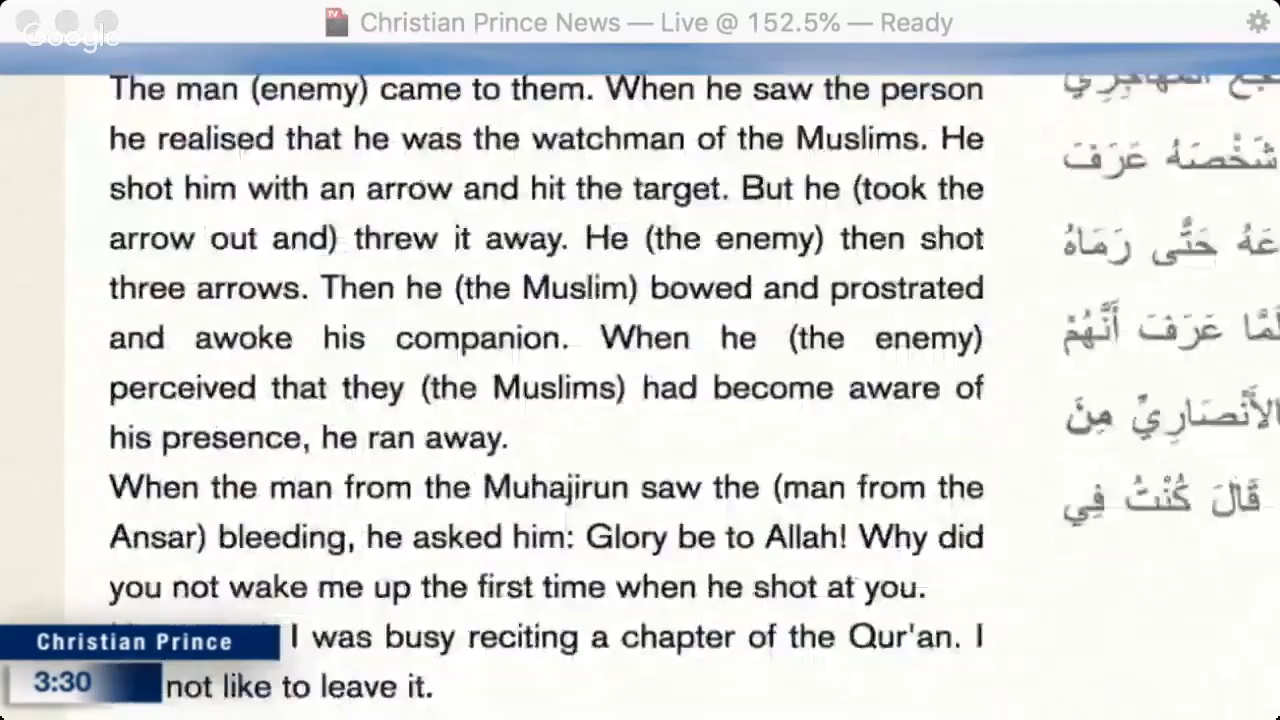 Christian Prince News — Live @ 152.5% — Ready
Google
The man (enemy) came to them. When he saw the person
he realised that he was the watchman of the Muslims. He
shot him with an arrow and hit the target. But he (took the
arrow out and) threw it away. He (the enemy) then shot
three arrows. Then he (the Muslim) bowed and prostrated
and awoke his companion. When he (the enemy)
perceived that they (the Muslims) had become aware of
his presence, he ran away.
When the man from the Muhajirun saw the (man from the
Ansar) bleeding, he asked him: Glory be to Allah! Why did
you not wake me up the first time when he shot at you.
I was busy reciting a chapter of the Qur'an. I
not like to leave it.
شَخْصَهُ عَرَفَ
حَتَّى رَمَاهُ
عَرَفَ أَنَّهُمْ
الأَنْصَارِيِّ مِنَ
قَالَ كُنْتُ فِي
Christian Prince
3:30